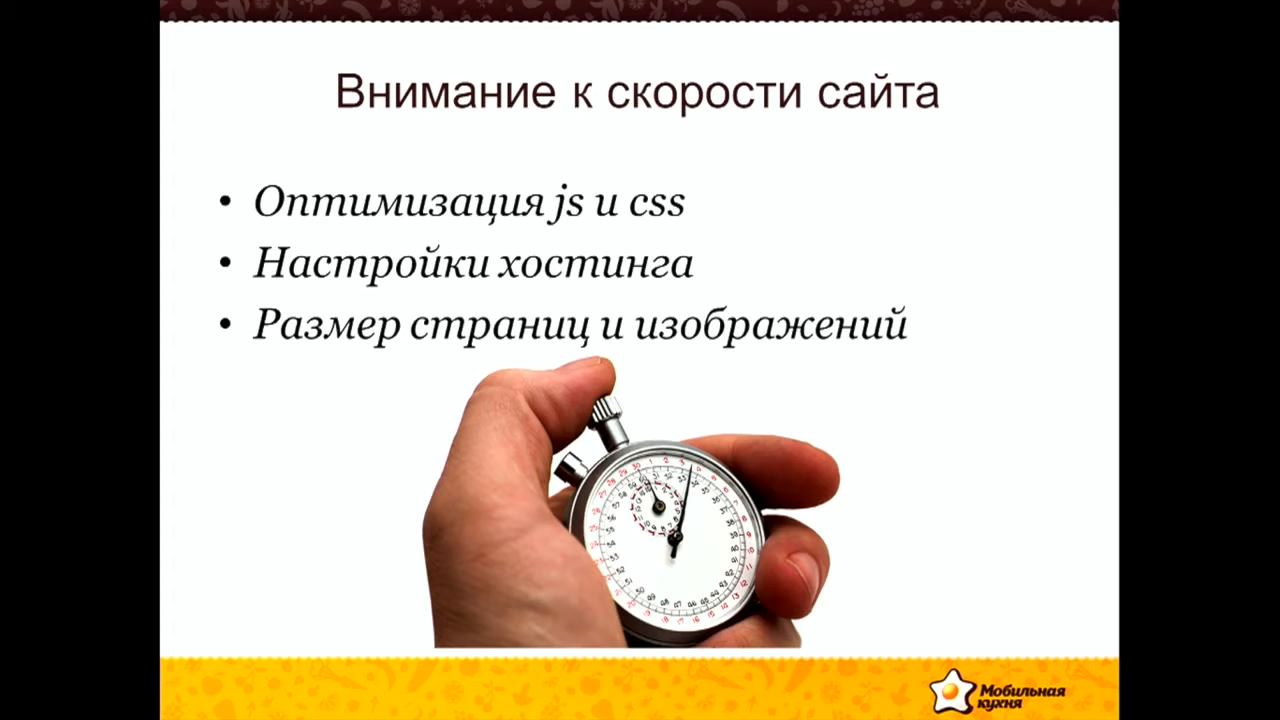 Внимание к скорости сайта
• Оптимизация js и css
• Настройки хостинга
• Размер страниц и изображений
Мобильная
кухня